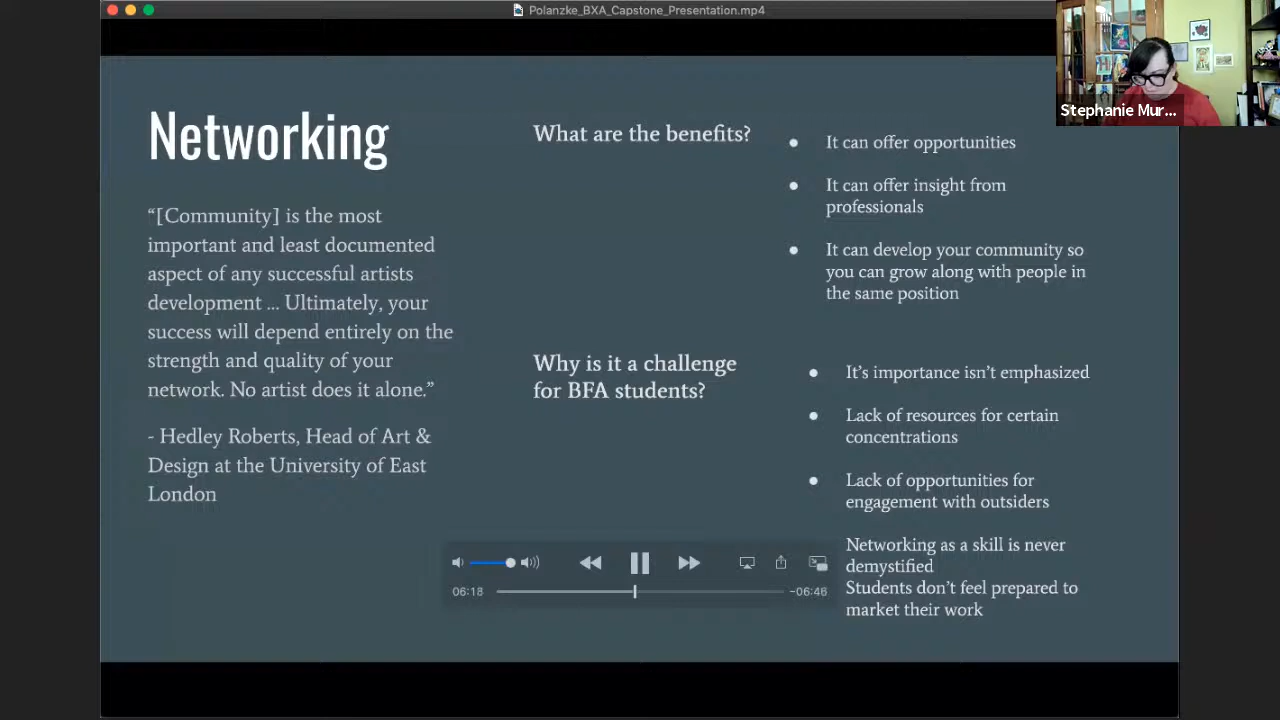 Polanzke_BXA_Capstone_Presentation.mp4
Stephanie Mur...
Networking
“[Community] is the most
important and least documented
aspect of any successful artists
development ... Ultimately, your
success will depend entirely on the
strength and quality of your
network. No artist does it alone.”
- Hedley Roberts, Head of Art &
Design at the University of East
London
What are the benefits?
● It can offer opportunities
● It can offer insight from
professionals
● It can develop your community so
you can grow along with people in
the same position
Why is it a challenge
for BFA students?
● It’s importance isn’t emphasized
● Lack of resources for certain
concentrations
● Lack of opportunities for
engagement with outsiders
Networking as a skill is never
demystified
Students don’t feel prepared to
market their work
06:18
-06:46